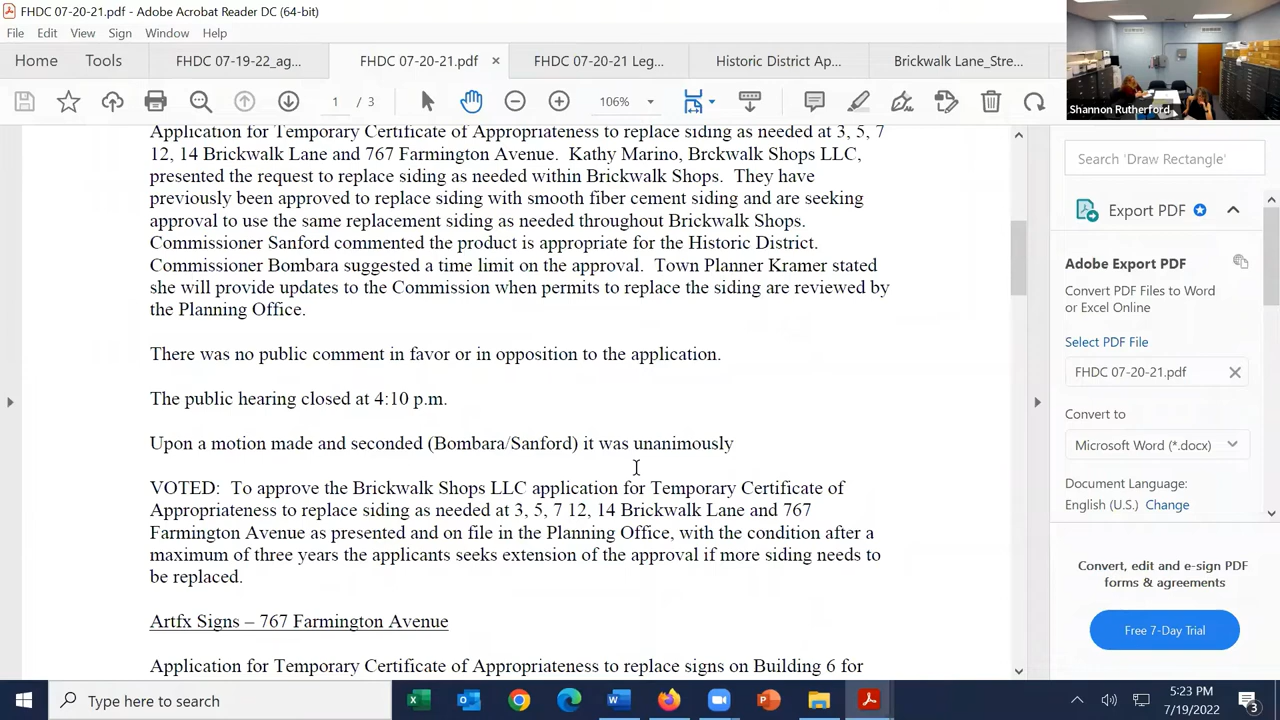 FHDC 07-20-21.pdf - Adobe Acrobat Reader DC (64-bit)
File Edit View Sign Window Help
Home Tools FHDC 07-19-22_ag... FHDC 07-20-21.pdf × FHDC 07-20-21 Leg... Historic District Ap... Brickwalk Lane_Stre...
1 / 3 106%
Shannon Rutherford
Application for Temporary Certificate of Appropriateness to replace siding as needed at 3, 5, 7
12, 14 Brickwalk Lane and 767 Farmington Avenue. Kathy Marino, Brckwalk Shops LLC,
presented the request to replace siding as needed within Brickwalk Shops. They have
previously been approved to replace siding with smooth fiber cement siding and are seeking
approval to use the same replacement siding as needed throughout Brickwalk Shops.
Commissioner Sanford commented the product is appropriate for the Historic District.
Commissioner Bombara suggested a time limit on the approval. Town Planner Kramer stated
she will provide updates to the Commission when permits to replace the siding are reviewed by
the Planning Office.
There was no public comment in favor or in opposition to the application.
The public hearing closed at 4:10 p.m.
Upon a motion made and seconded (Bombara/Sanford) it was unanimously
VOTED: To approve the Brickwalk Shops LLC application for Temporary Certificate of
Appropriateness to replace siding as needed at 3, 5, 7 12, 14 Brickwalk Lane and 767
Farmington Avenue as presented and on file in the Planning Office, with the condition after a
maximum of three years the applicants seeks extension of the approval if more siding needs to
be replaced.
Artfx Signs – 767 Farmington Avenue
Application for Temporary Certificate of Appropriateness to replace signs on Building 6 for
Search 'Draw Rectangle'
Export PDF
Adobe Export PDF
Convert PDF Files to Word
or Excel Online
Select PDF File
FHDC 07-20-21.pdf
Convert to
Microsoft Word (*.docx)
Document Language:
English (U.S.) Change
Convert, edit and e-sign PDF
forms & agreements
Free 7-Day Trial
Type here to search
5:23 PM
7/19/2022
3